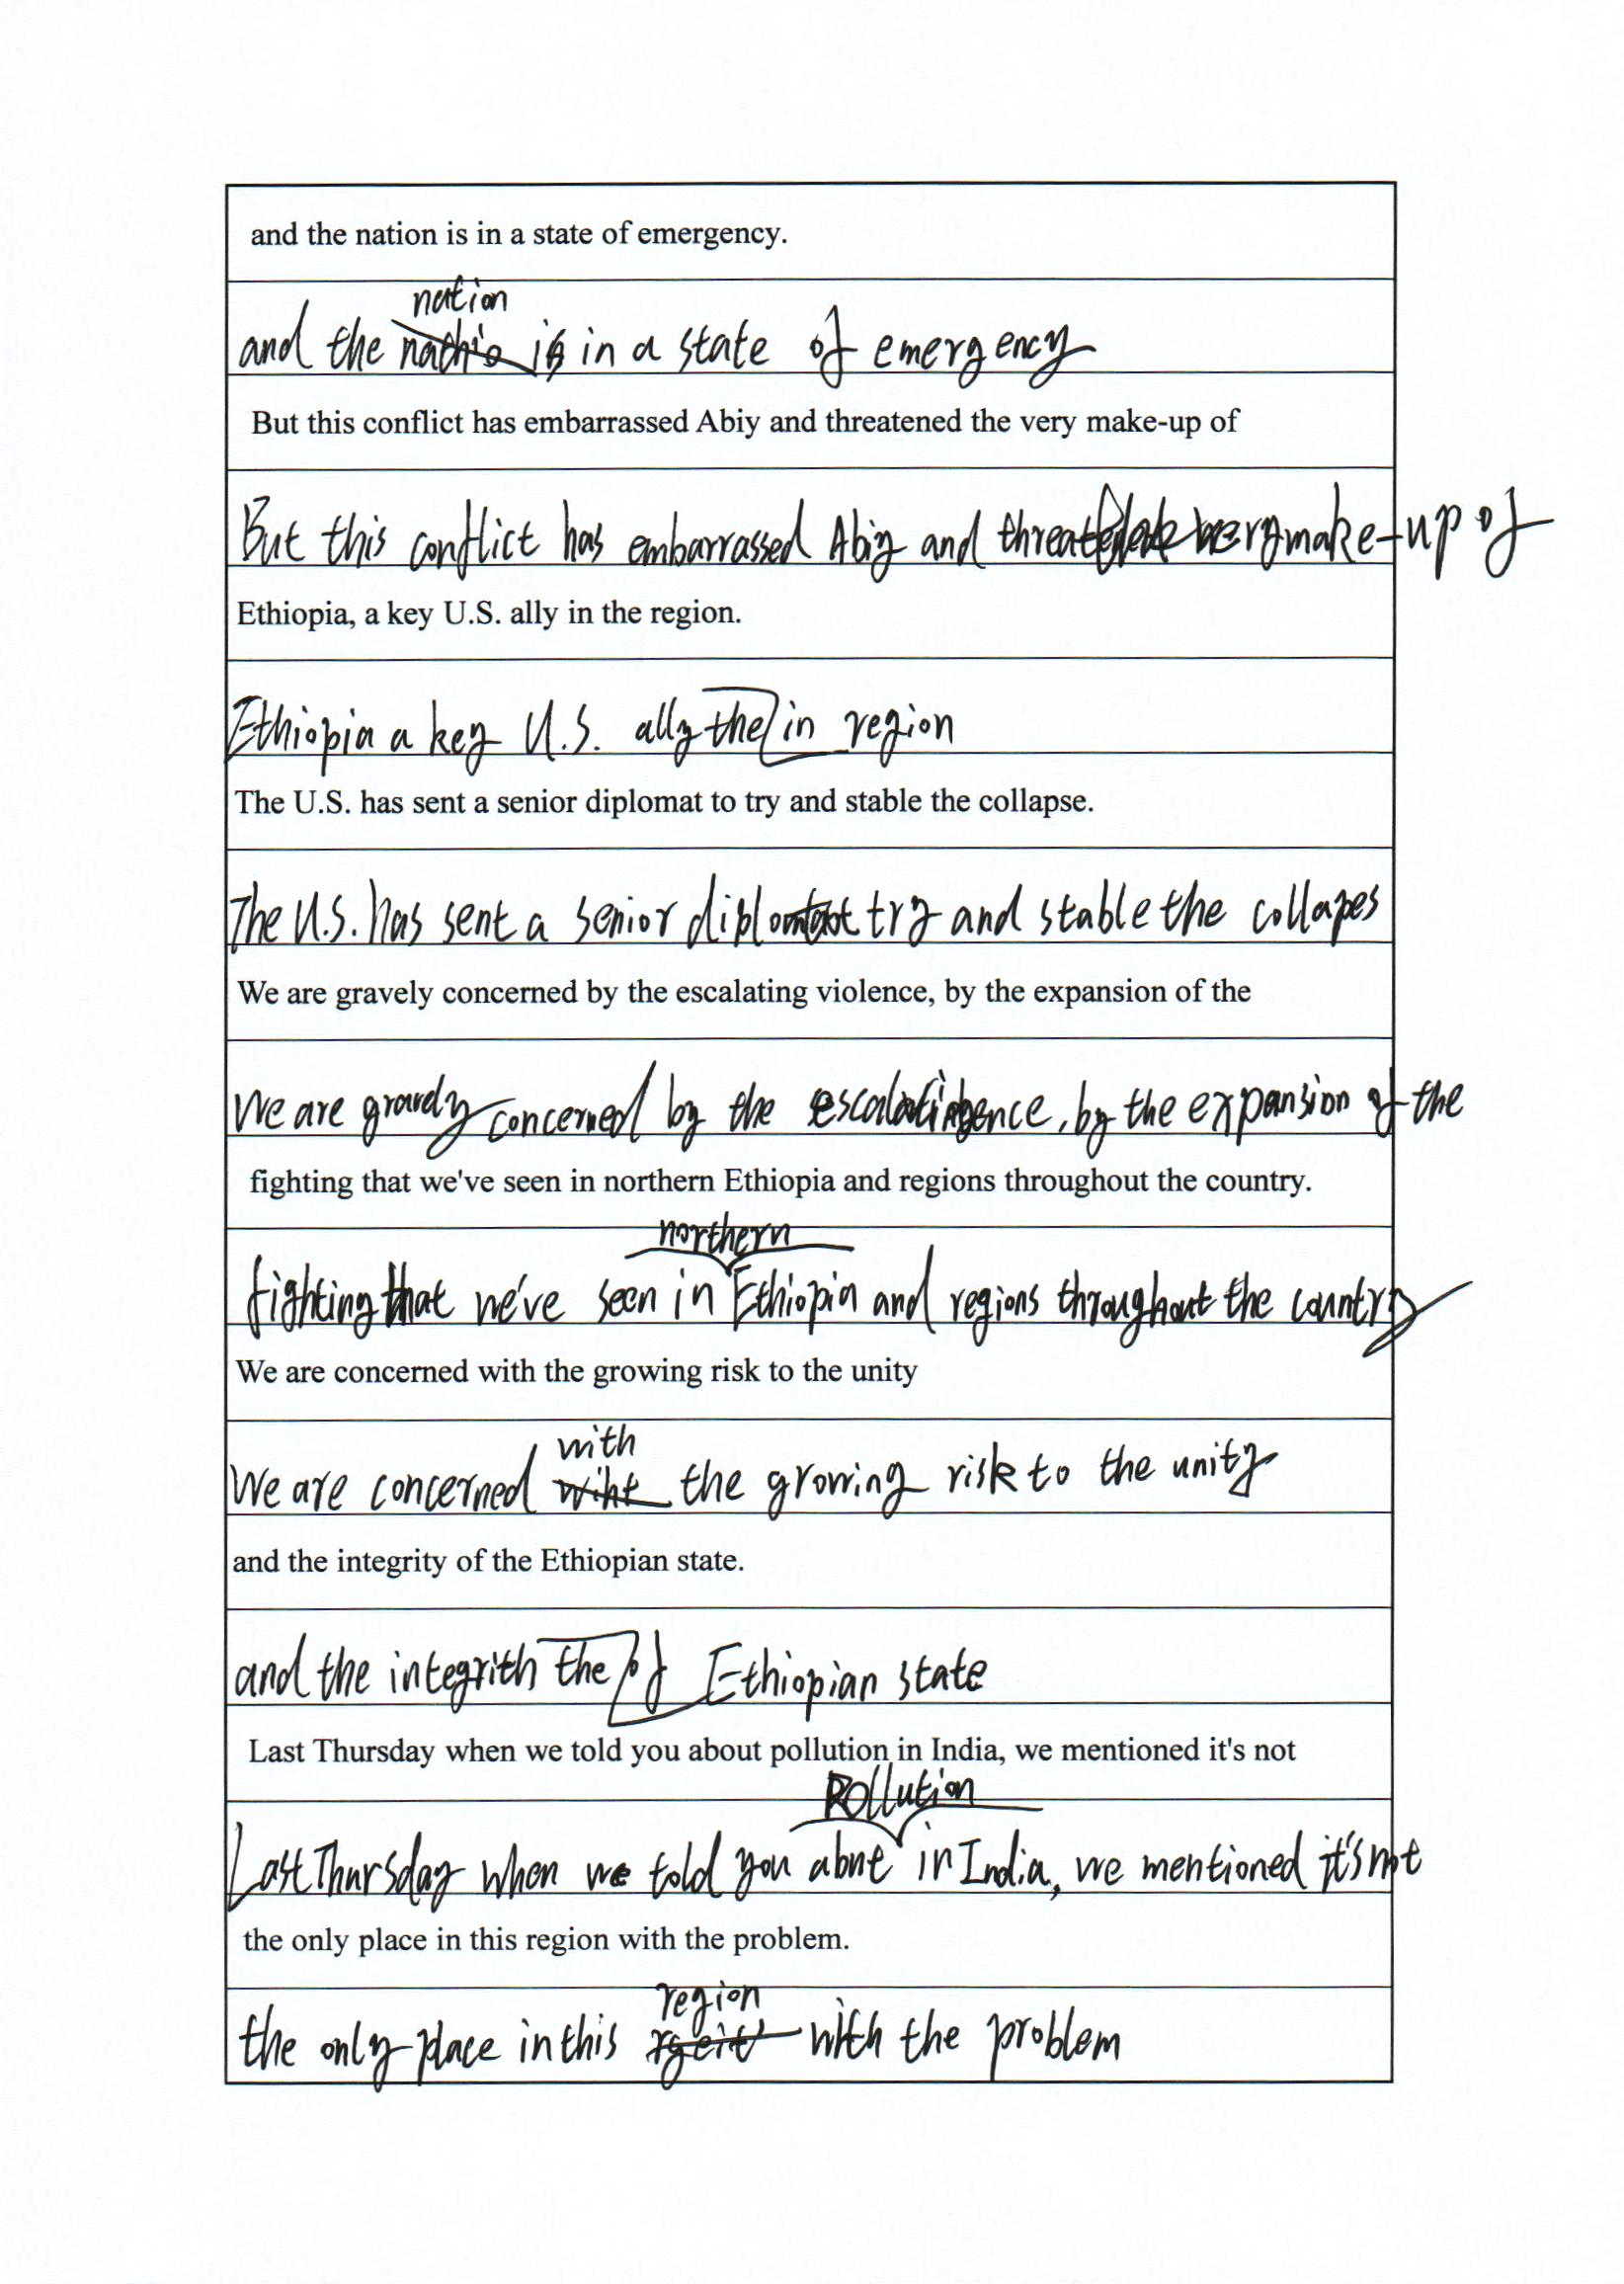 and the nation is in a state of emergency.
nation
and the nathio is in a state of emergency
But this conflict has embarrassed Abiy and threatened the very make-up of
But this conflict has embarrassed Abiy and very make-up of
Ethiopia, a key U.S. ally in the region.
Ethiopia a key U.S. ally the in region
The U.S. has sent a senior diplomat to try and stable the collapse.
The U.S. has sent a senior try and stable the collapes
We are gravely concerned by the escalating violence, by the expansion of the
We are gravely concerned by the by the expansion of the
fighting that we've seen in northern Ethiopia and regions throughout the country.
northern
fighting that we've seen in Ethiopia and regions throughout the country
We are concerned with the growing risk to the unity
with
We are concerned wiht the growing risk to the unity
and the integrity of the Ethiopian state.
and the integrith the of Ethiopian state
Last Thursday when we told you about pollution in India, we mentioned it's not
Pollution
Last Thursday when we told you abut in India, we mentioned it's not
the only place in this region with the problem.
region
the only place in this with the problem